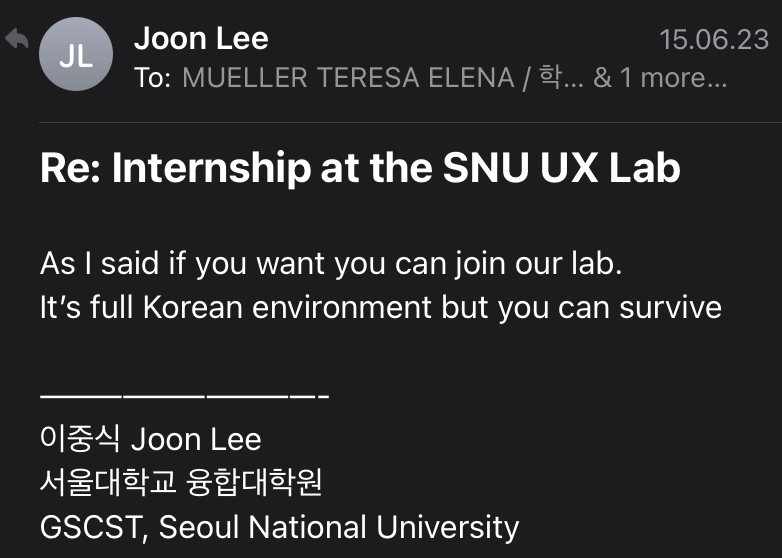 JL
Joon Lee
15.06.23
To: MUELLER TERESA ELENA / 학... & 1 more...
Re: Internship at the SNU UX Lab
As I said if you want you can join our lab.
It's full Korean environment but you can survive
————————————-
이중식 Joon Lee
서울대학교 융합대학원
GSCST, Seoul National University